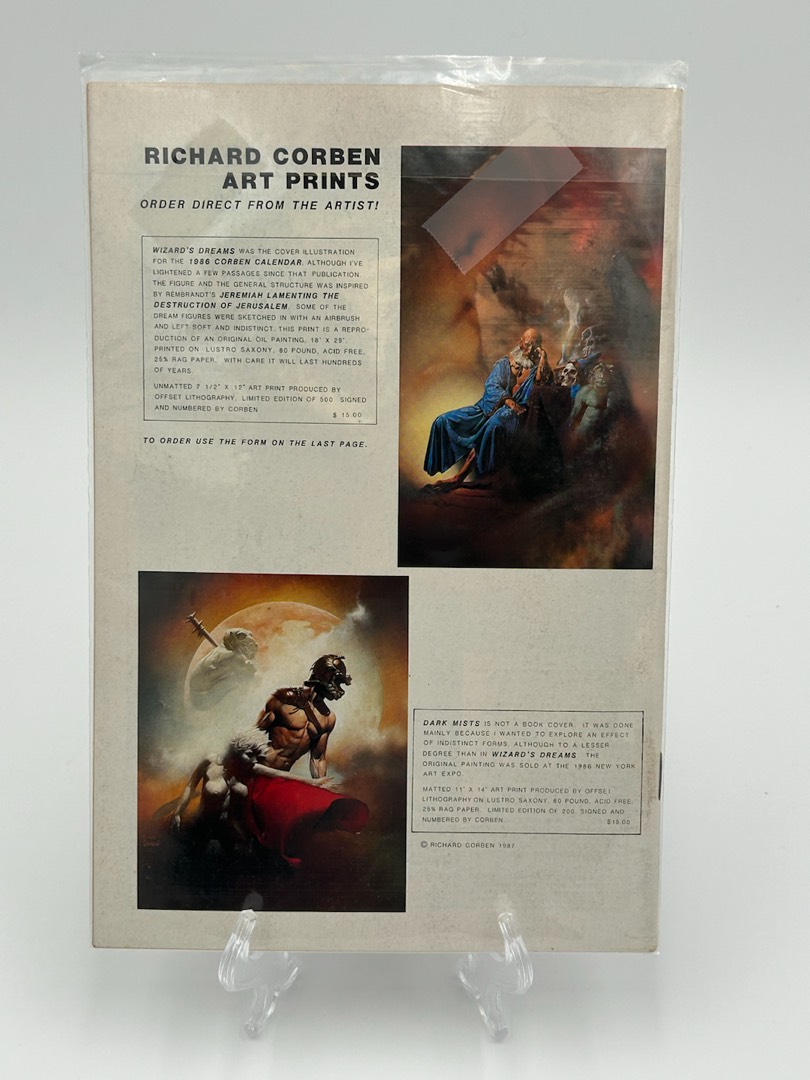 RICHARD CORBEN
ART PRINTS
ORDER DIRECT FROM THE ARTIST!
WIZARD'S DREAMS WAS THE COVER ILLUSTRATION
FOR THE 1986 CORBEN CALENDAR, ALTHOUGH I'VE
LIGHTENED A FEW PASSAGES SINCE THAT PUBLICATION.
THE FIGURE AND THE GENERAL STRUCTURE WAS INSPIRED
BY REMBRANDT'S JEREMIAH LAMENTING THE
DESTRUCTION OF JERUSALEM. SOME OF THE
DREAM FIGURES WERE SKETCHED IN WITH AN AIRBRUSH
AND LEFT SOFT AND INDISTINCT. THIS PRINT IS A REPRO-
DUCTION OF AN ORIGINAL OIL PAINTING, 18" X 29".
PRINTED ON LUSTRO SAXONY, 80 POUND, ACID FREE,
25% RAG PAPER. WITH CARE IT WILL LAST HUNDREDS
OF YEARS.
UNMATTED 7 1/2" X 12" ART PRINT PRODUCED BY
OFFSET LITHOGRAPHY, LIMITED EDITION OF 500. SIGNED
AND NUMBERED BY CORBEN
$ 15.00
TO ORDER USE THE FORM ON THE LAST PAGE.
DARK MISTS IS NOT A BOOK COVER. IT WAS DONE
MAINLY BECAUSE I WANTED TO EXPLORE AN EFFECT
OF INDISTINCT FORMS, ALTHOUGH TO A LESSER
DEGREE THAN IN WIZARD'S DREAMS. THE
ORIGINAL PAINTING WAS SOLD AT THE 1986 NEW YORK
ART EXPO.
MATTED 11" X 14" ART PRINT PRODUCED BY OFFSET
LITHOGRAPHY ON LUSTRO SAXONY, 80 POUND, ACID FREE,
25% RAG PAPER. LIMITED EDITION OF 200. SIGNED AND
NUMBERED BY CORBEN.
$15.00
© RICHARD CORBEN 1987